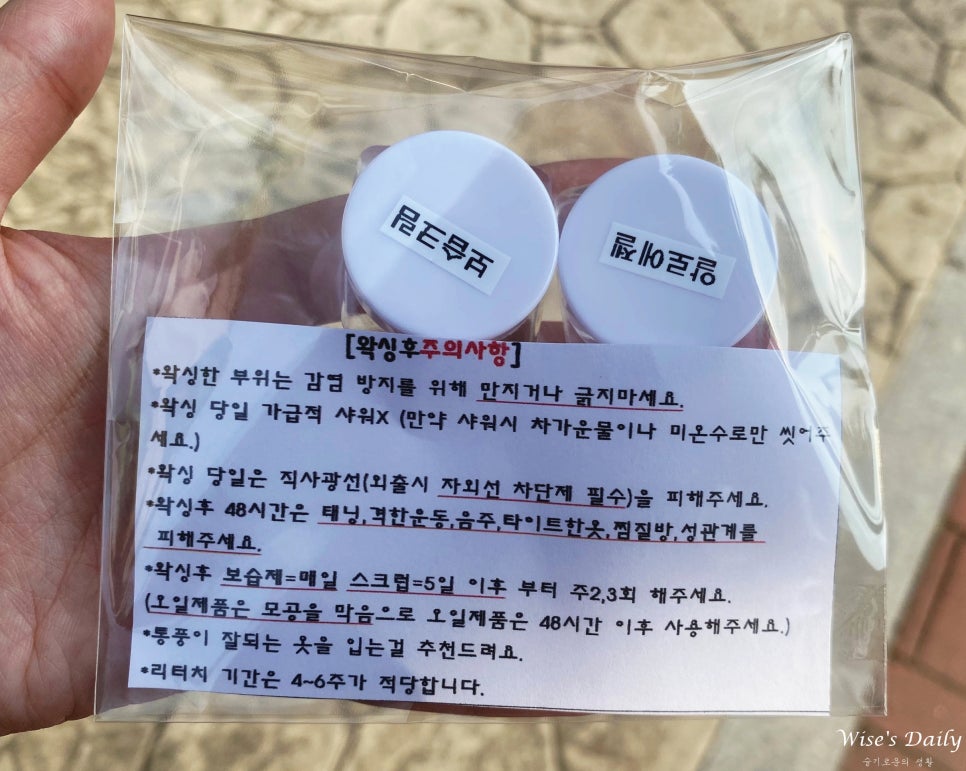 보습크림
알로에젤
[왁싱후주의사항]
*왁싱한 부위는 감염 방지를 위해 만지거나 긁지마세요.
*왁싱 당일 가급적 샤워X (만약 샤워시 차가운물이나 미온수로만 씻어주
세요.)
*왁싱 당일은 직사광선(외출시 자외선 차단제 필수)을 피해주세요.
*왁싱후 48시간은 태닝,격한운동,음주,타이트한옷,찜질방,성관계를
피해주세요.
*왁싱후 보습제=매일 스크럽=5일 이후 부터 주2,3회 해주세요.
(오일제품은 모공을 막음으로 오일제품은 48시간 이후 사용해주세요.)
*통풍이 잘되는 옷을 입는걸 추천드려요.
*리터치 기간은 4~6주가 적당합니다.
Wise's Daily
슬기로운의 생활